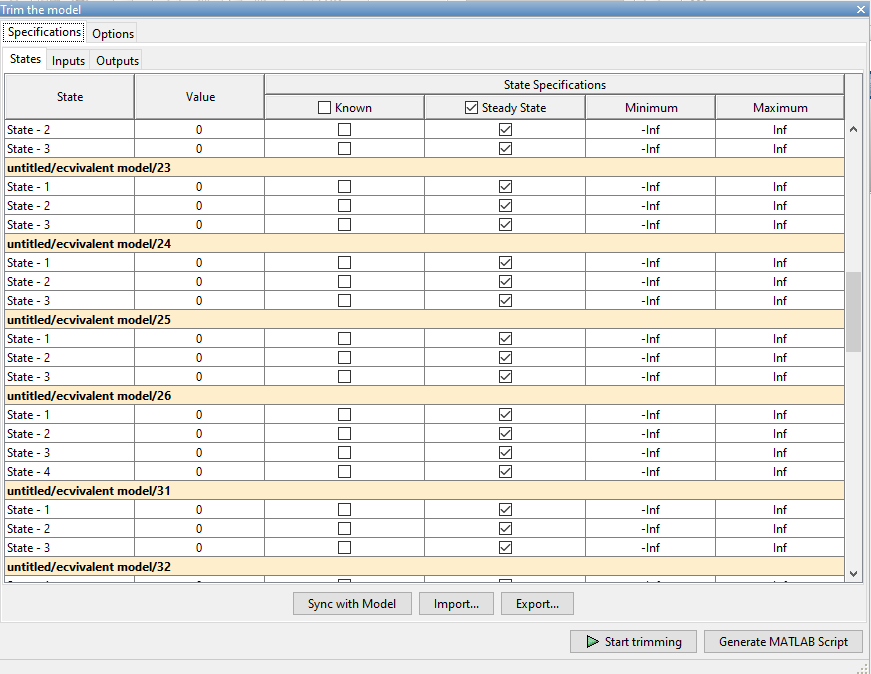 Trim the model
Specifications Options
States Inputs Outputs
State Value State Specifications
Known Steady State Minimum Maximum
State - 2 0 -Inf Inf
State - 3 0 -Inf Inf
untitled/ecvivalent model/23
State - 1 0 -Inf Inf
State - 2 0 -Inf Inf
State - 3 0 -Inf Inf
untitled/ecvivalent model/24
State - 1 0 -Inf Inf
State - 2 0 -Inf Inf
State - 3 0 -Inf Inf
untitled/ecvivalent model/25
State - 1 0 -Inf Inf
State - 2 0 -Inf Inf
State - 3 0 -Inf Inf
untitled/ecvivalent model/26
State - 1 0 -Inf Inf
State - 2 0 -Inf Inf
State - 3 0 -Inf Inf
State - 4 0 -Inf Inf
untitled/ecvivalent model/31
State - 1 0 -Inf Inf
State - 2 0 -Inf Inf
State - 3 0 -Inf Inf
untitled/ecvivalent model/32
Sync with Model Import... Export...
Start trimming Generate MATLAB Script